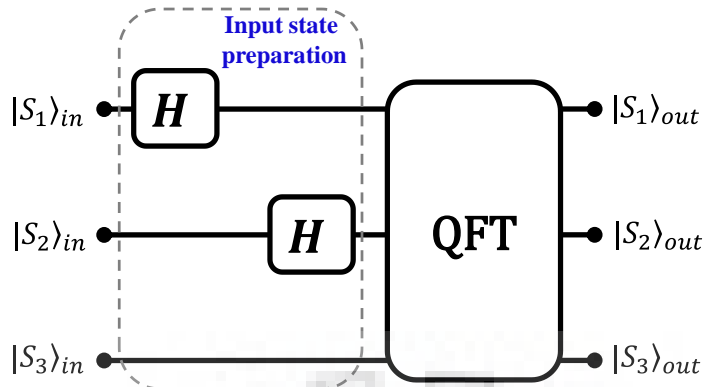 Input state
preparation
|S₁⟩ᵢₙ H |S₁⟩ₒᵤₜ
|S₂⟩ᵢₙ H QFT |S₂⟩ₒᵤₜ
|S₃⟩ᵢₙ |S₃⟩ₒᵤₜ